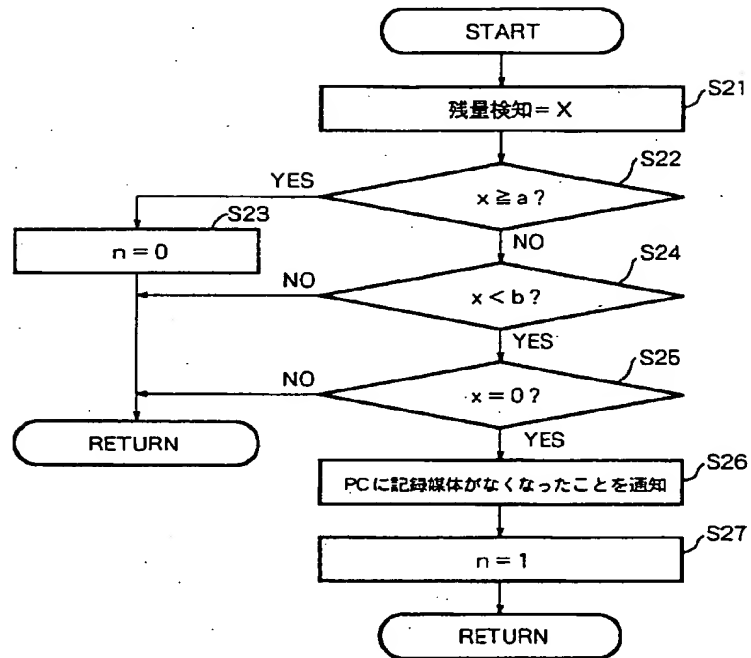 START
S21
残量検知=X
S22
x≧a?
YES
S23
n=0
NO
S24
x<b?
NO
YES
S25
x=0?
NO
RETURN
YES
S26
PCに記録媒体がなくなったことを通知
S27
n=1
RETURN